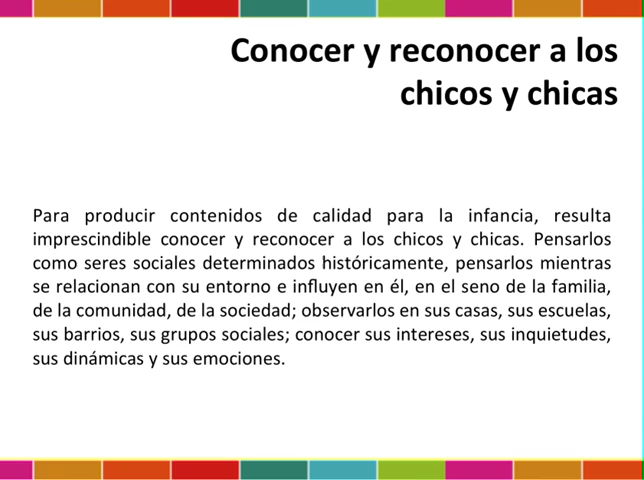 Conocer y reconocer a los
chicos y chicas
Para producir contenidos de calidad para la infancia, resulta
imprescindible conocer y reconocer a los chicos y chicas. Pensarlos
como seres sociales determinados históricamente, pensarlos mientras
se relacionan con su entorno e influyen en él, en el seno de la familia,
de la comunidad, de la sociedad; observarlos en sus casas, sus escuelas,
sus barrios, sus grupos sociales; conocer sus intereses, sus inquietudes,
sus dinámicas y sus emociones.